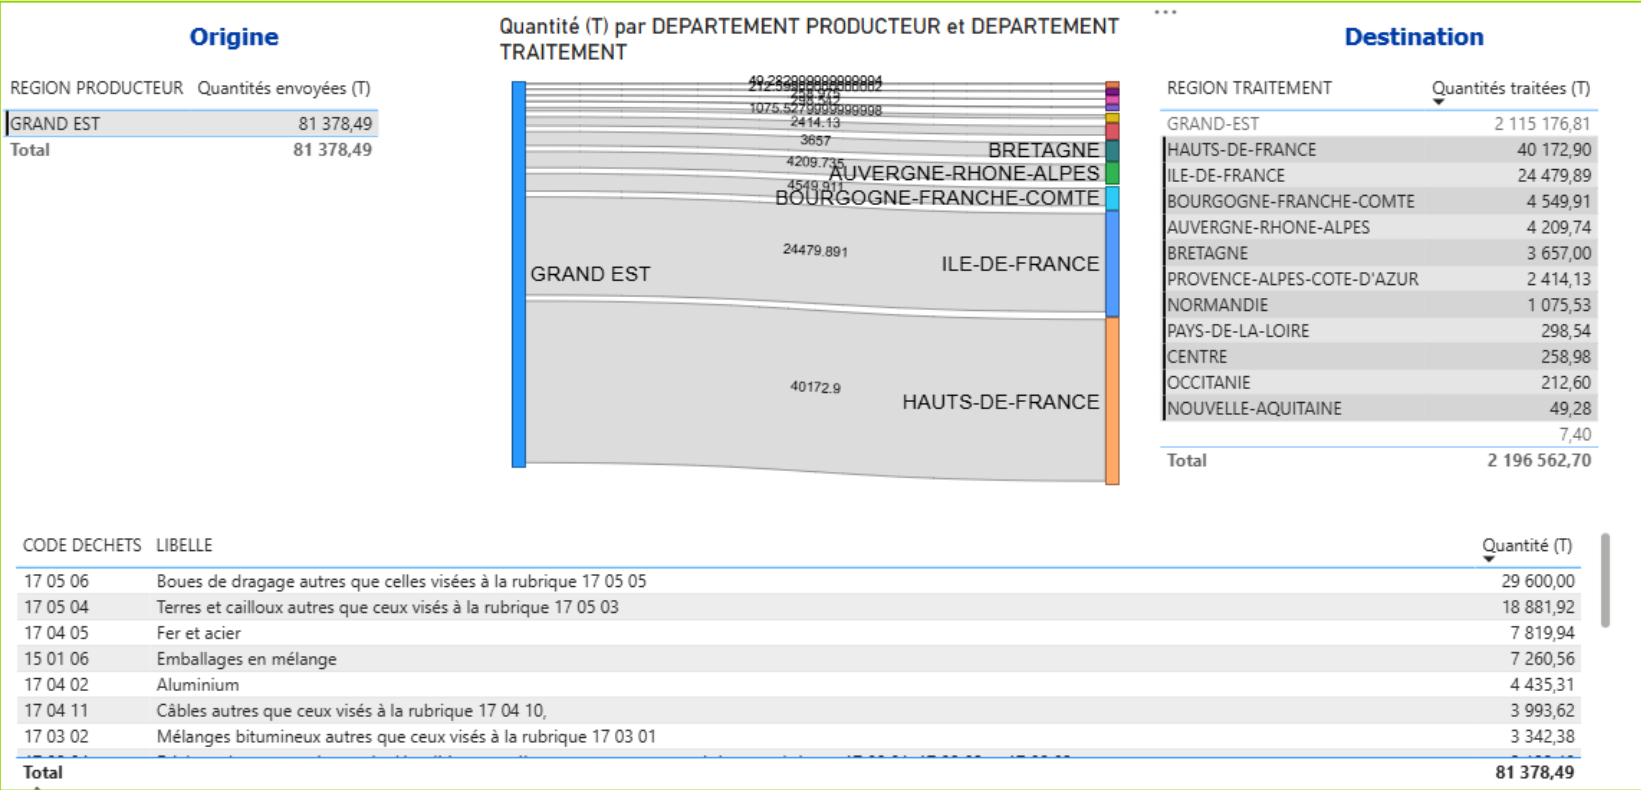 Origine
REGION PRODUCTEUR Quantités envoyées (T)
GRAND EST 81 378,49
Total 81 378,49
Quantité (T) par DEPARTEMENT PRODUCTEUR et DEPARTEMENT
TRAITEMENT
49.282999999999994
1075.5279999999998
2414.13
3657
BRETAGNE
4209.735
AUVERGNE-RHONE-ALPES
4549.911
BOURGOGNE-FRANCHE-COMTE
24479.891
ILE-DE-FRANCE
GRAND EST
40172.9
HAUTS-DE-FRANCE
Destination
REGION TRAITEMENT Quantités traitées (T)
GRAND-EST 2 115 176,81
HAUTS-DE-FRANCE 40 172,90
ILE-DE-FRANCE 24 479,89
BOURGOGNE-FRANCHE-COMTE 4 549,91
AUVERGNE-RHONE-ALPES 4 209,74
BRETAGNE 3 657,00
PROVENCE-ALPES-COTE-D'AZUR 2 414,13
NORMANDIE 1 075,53
PAYS-DE-LA-LOIRE 298,54
CENTRE 258,98
OCCITANIE 212,60
NOUVELLE-AQUITAINE 49,28
7,40
Total 2 196 562,70
CODE DECHETS LIBELLE Quantité (T)
17 05 06 Boues de dragage autres que celles visées à la rubrique 17 05 05 29 600,00
17 05 04 Terres et cailloux autres que ceux visés à la rubrique 17 05 03 18 881,92
17 04 05 Fer et acier 7 819,94
15 01 06 Emballages en mélange 7 260,56
17 04 02 Aluminium 4 435,31
17 04 11 Câbles autres que ceux visés à la rubrique 17 04 10, 3 993,62
17 03 02 Mélanges bitumineux autres que ceux visés à la rubrique 17 03 01 3 342,38
Total 81 378,49